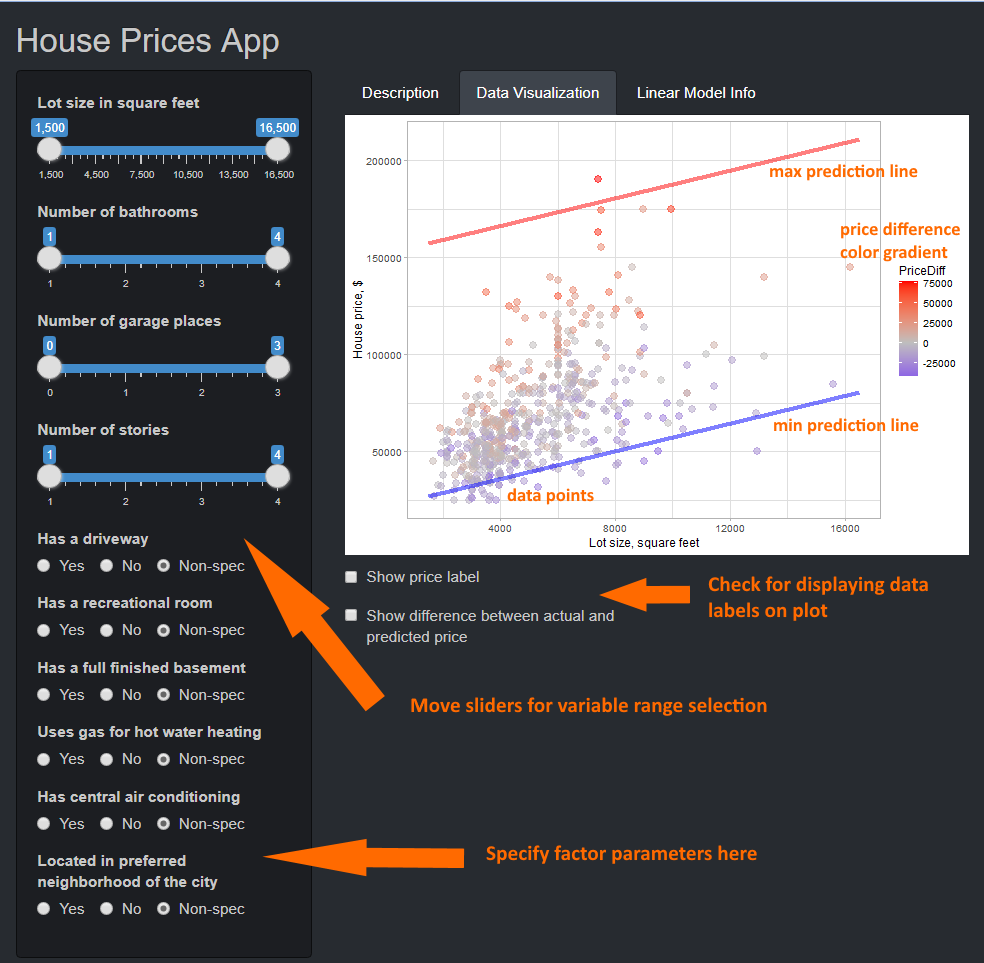 House Prices App
Lot size in square feet
1,500 16,500
1,500 4,500 7,500 10,500 13,500 16,500
Number of bathrooms
1 4
1 2 3 4
Number of garage places
0 3
0 1 2 3
Number of stories
1 4
1 2 3 4
Has a driveway
Yes No Non-spec
Has a recreational room
Yes No Non-spec
Has a full finished basement
Yes No Non-spec
Uses gas for hot water heating
Yes No Non-spec
Has central air conditioning
Yes No Non-spec
Located in preferred
neighborhood of the city
Yes No Non-spec
Description Data Visualization Linear Model Info
House price, $
200000
150000
100000
50000
max prediction line
price difference
color gradient
PriceDiff
75000
50000
25000
0
-25000
min prediction line
data points
4000 8000 12000 16000
Lot size, square feet
Show price label
Show difference between actual and
predicted price
Check for displaying data
labels on plot
Move sliders for variable range selection
Specify factor parameters here